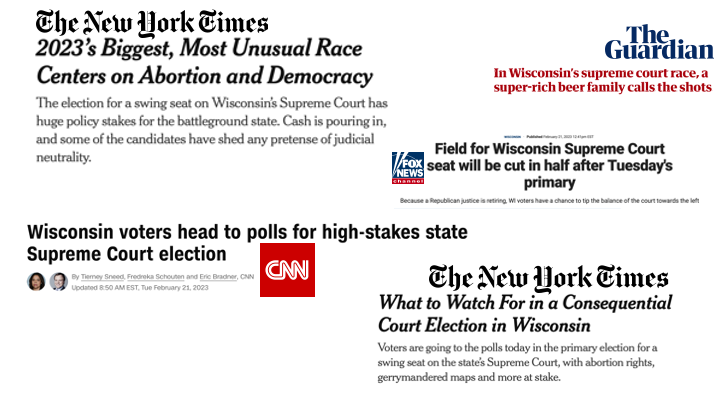 The New York Times
2023's Biggest, Most Unusual Race
Centers on Abortion and Democracy
The election for a swing seat on Wisconsin's Supreme Court has
huge policy stakes for the battleground state. Cash is pouring in,
and some of the candidates have shed any pretense of judicial
neutrality.
The
Guardian
In Wisconsin's supreme court race, a
super-rich beer family calls the shots
WISCONSIN · Published February 21, 2023 12:41pm EST
FOX
NEWS
channel
Field for Wisconsin Supreme Court
seat will be cut in half after Tuesday's
primary
Because a Republican justice is retiring, WI voters have a chance to tip the balance of the court towards the left
Wisconsin voters head to polls for high-stakes state
Supreme Court election
By Tierney Sneed, Fredreka Schouten and Eric Bradner, CNN
Updated 8:50 AM EST, Tue February 21, 2023
CNN
The New York Times
What to Watch For in a Consequential
Court Election in Wisconsin
Voters are going to the polls today in the primary election for a
swing seat on the state's Supreme Court, with abortion rights,
gerrymandered maps and more at stake.